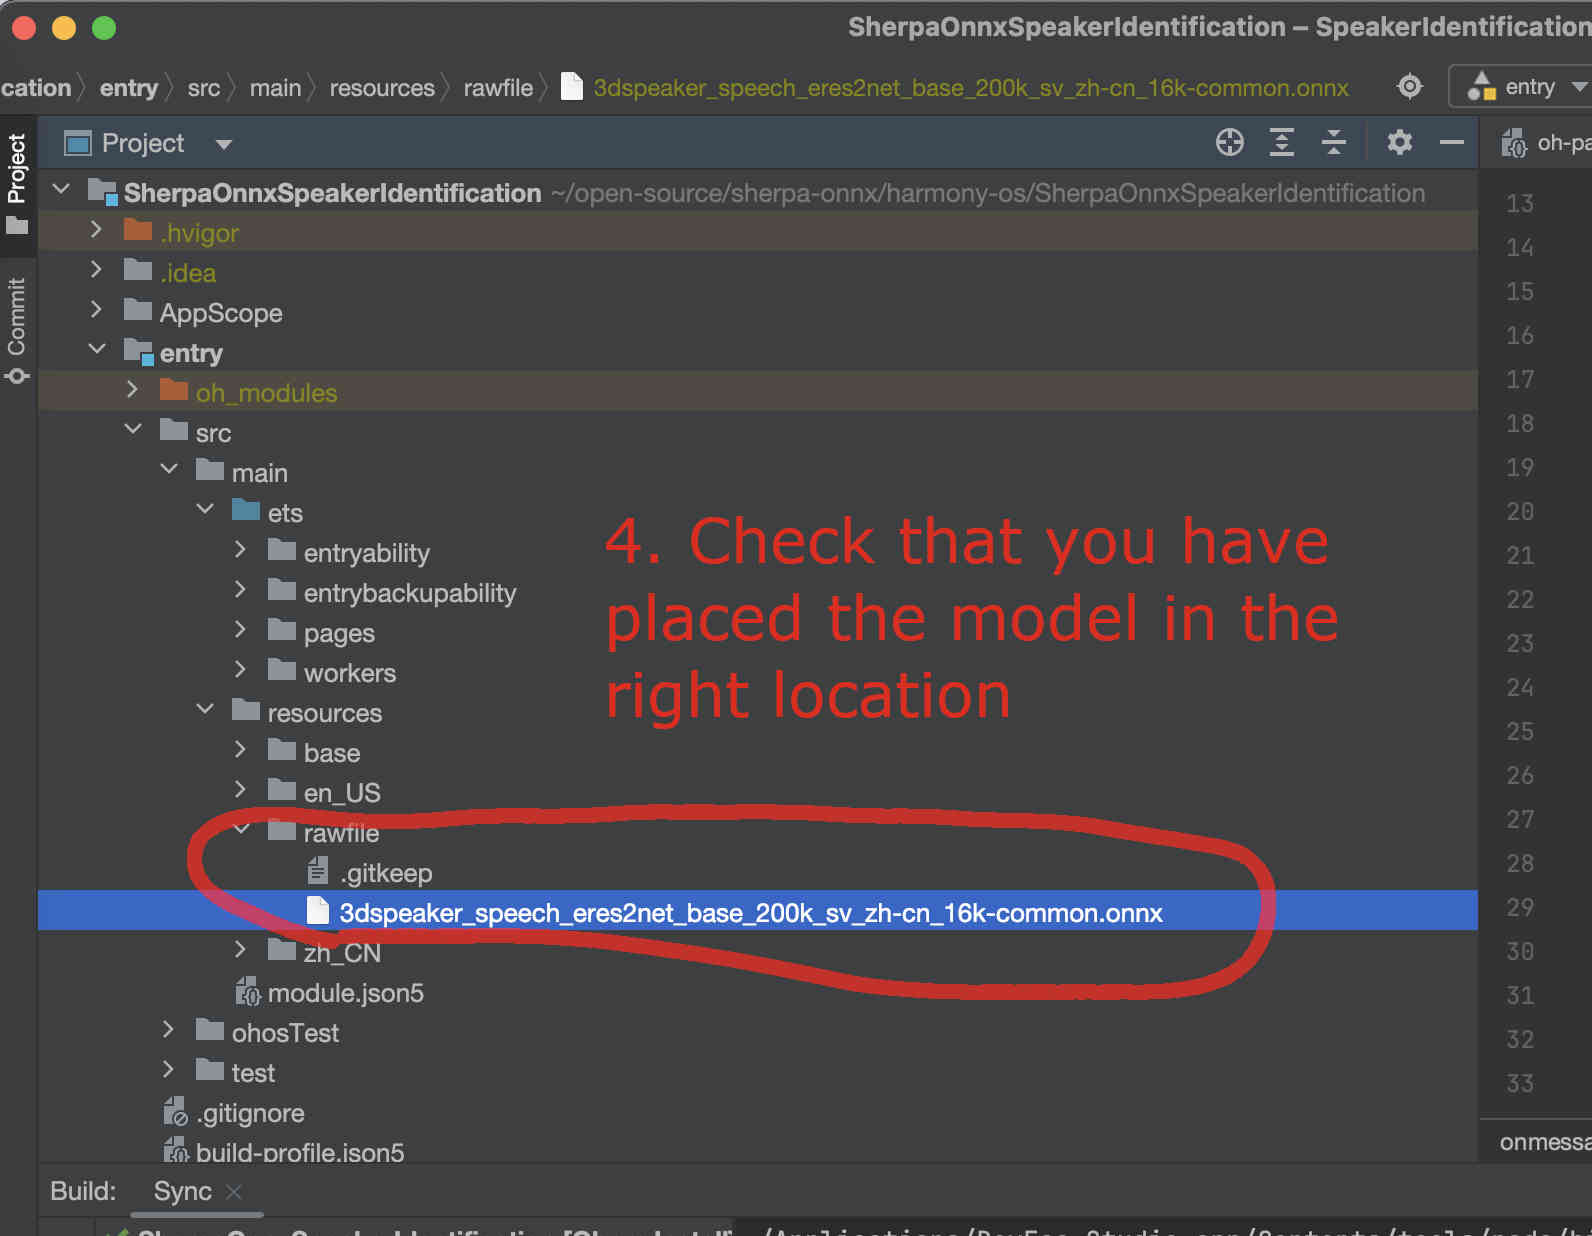 SherpaOnnxSpeakerIdentification – SpeakerIdentification
cation entry src main resources rawfile 3dspeaker_speech_eres2net_base_200k_sv_zh-cn_16k-common.onnx entry
Project
Project
Commit
oh-pa
SherpaOnnxSpeakerIdentification ~/open-source/sherpa-onnx/harmony-os/SherpaOnnxSpeakerIdentification
.hvigor
.idea
AppScope
entry
oh_modules
src
main
ets
entryability
entrybackupability
pages
workers
resources
base
en_US
rawfile
.gitkeep
3dspeaker_speech_eres2net_base_200k_sv_zh-cn_16k-common.onnx
zh_CN
module.json5
ohosTest
test
.gitignore
build-profile.json5
4. Check that you have
placed the model in the
right location
13
14
15
16
17
18
19
20
21
22
23
24
25
26
27
28
29
30
31
32
33
onmessa
Build: Sync